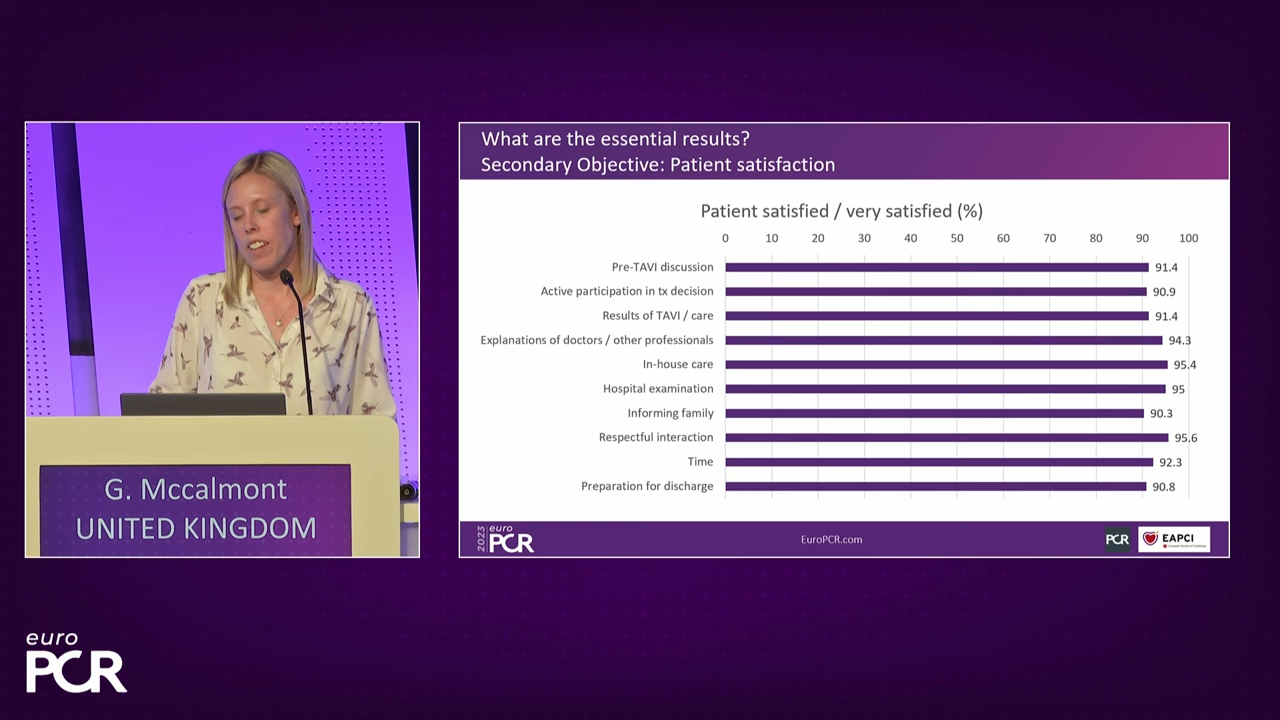 What are the essential results?
Secondary Objective: Patient satisfaction
Patient satisfied / very satisfied (%)
0 10 20 30 40 50 60 70 80 90 100
Pre-TAVI discussion 91.4
Active participation in tx decision 90.9
Results of TAVI / care 91.4
Explanations of doctors / other professionals 94.3
In-house care 95.4
Hospital examination 95
Informing family 90.3
Respectful interaction 95.6
Time 92.3
Preparation for discharge 90.8
2023 euro PCR
EuroPCR.com
PCR
EAPCI
G. Mccalmont
UNITED KINGDOM
euro
PCR